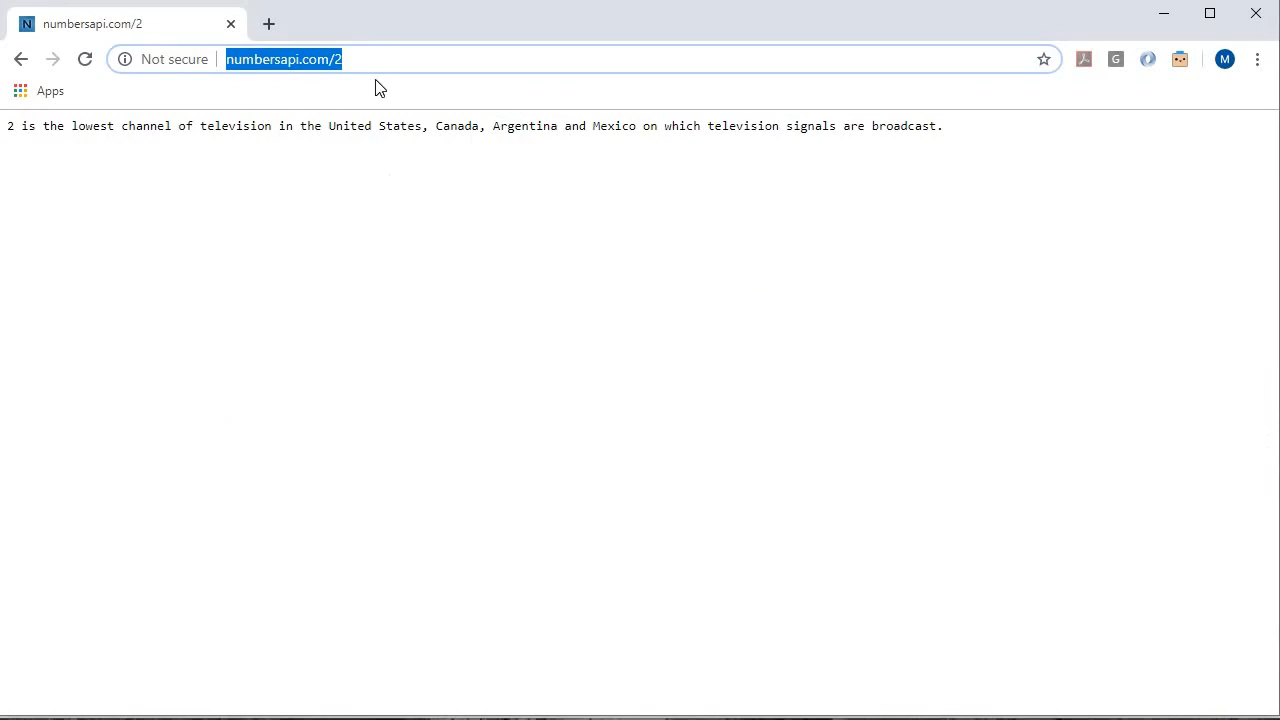 N numbersapi.com/2
Not secure numbersapi.com/2 G M
Apps
2 is the lowest channel of television in the United States, Canada, Argentina and Mexico on which television signals are broadcast.